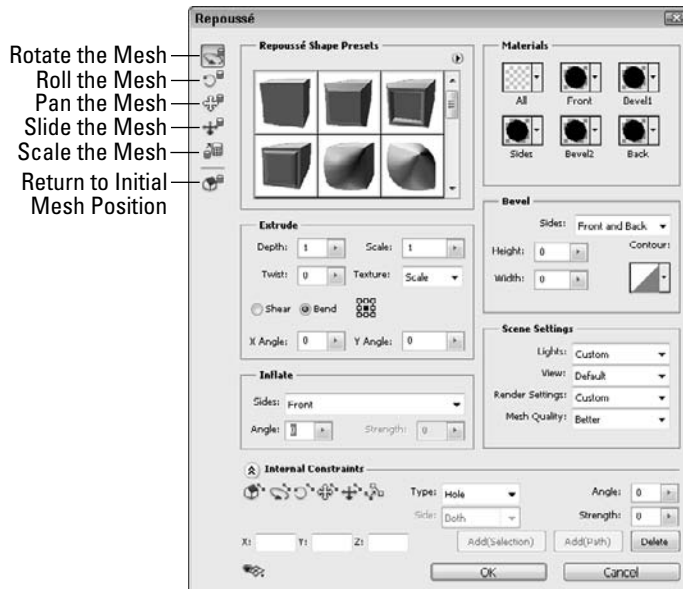 Repoussé
Rotate the Mesh
Roll the Mesh
Pan the Mesh
Slide the Mesh
Scale the Mesh
Return to Initial
Mesh Position
Repoussé Shape Presets
Materials
All Front Bevel1
Sides Bevel2 Back
Extrude
Depth: 1 Scale: 1
Twist: 0 Texture: Scale
Shear Bend
X Angle: 0 Y Angle: 0
Bevel
Sides: Front and Back
Height: 0 Contour:
Width: 0
Inflate
Sides: Front
Angle: 0 Strength: 0
Scene Settings
Lights: Custom
View: Default
Render Settings: Custom
Mesh Quality: Better
Internal Constraints
Type: Hole Angle: 0
Side: Both Strength: 0
X: Y: Z: Add(Selection) Add(Path) Delete
OK Cancel